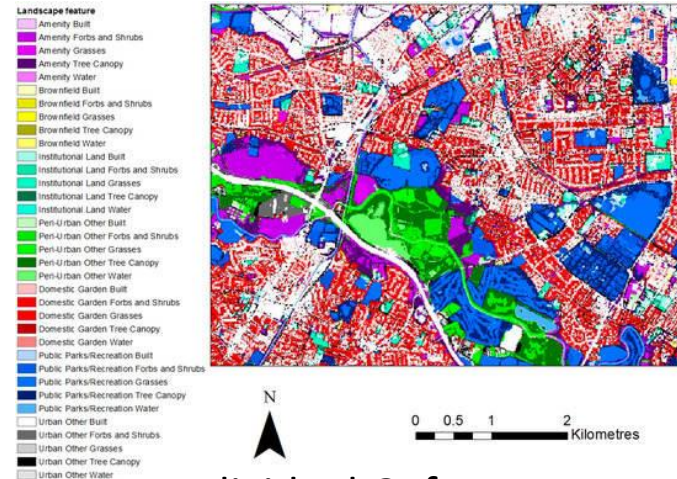 Landscape feature
Amenity Built
Amenity Forbs and Shrubs
Amenity Grasses
Amenity Tree Canopy
Amenity Water
Brownfield Built
Brownfield Forbs and Shrubs
Brownfield Grasses
Brownfield Tree Canopy
Brownfield Water
Institutional Land Built
Institutional Land Forbs and Shrubs
Institutional Land Grasses
Institutional Land Tree Canopy
Institutional Land Water
Peri-Urban Other Built
Peri-Urban Other Forbs and Shrubs
Peri-Urban Other Grasses
Peri-Urban Other Tree Canopy
Peri-Urban Other Water
Domestic Garden Built
Domestic Garden Forbs and Shrubs
Domestic Garden Grasses
Domestic Garden Tree Canopy
Domestic Garden Water
Public Parks/Recreation Built
Public Parks/Recreation Forbs and Shrubs
Public Parks/Recreation Grasses
Public Parks/Recreation Tree Canopy
Public Parks/Recreation Water
Urban Other Built
Urban Other Forbs and Shrubs
Urban Other Grasses
Urban Other Tree Canopy
Urban Other Water
N
0 0.5 1 2
Kilometres